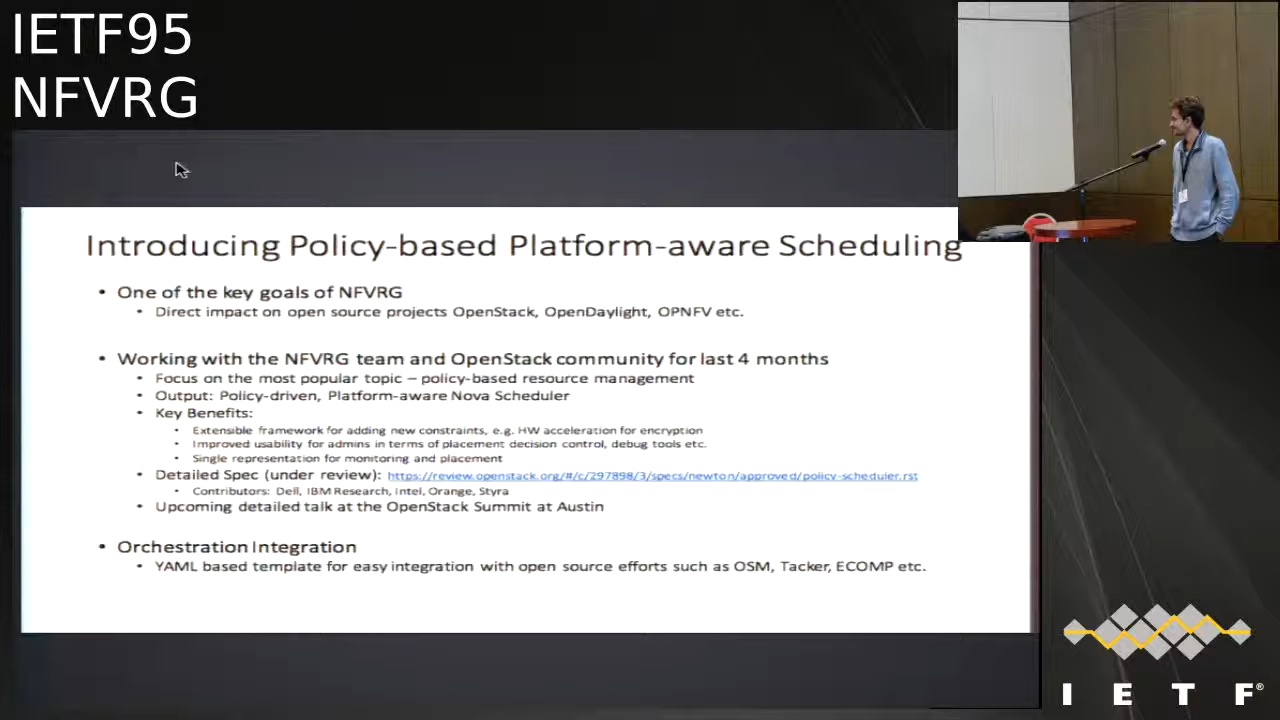 IETF95
NFVRG
Introducing Policy-based Platform-aware Scheduling
• One of the key goals of NFVRG
• Direct impact on open source projects OpenStack, OpenDaylight, OPNFV etc.
• Working with the NFVRG team and OpenStack community for last 4 months
• Focus on the most popular topic – policy-based resource management
• Output: Policy-driven, Platform-aware Nova Scheduler
• Key Benefits:
• Extensible framework for adding new constraints, e.g. HW acceleration for encryption
• Improved usability for admins in terms of placement decision control, debug tools etc.
• Single representation for monitoring and placement
• Detailed Spec (under review): https://review.openstack.org/#/c/297898/3/specs/newton/approved/policy-scheduler.rst
• Contributors: Dell, IBM Research, Intel, Orange, Styra
• Upcoming detailed talk at the OpenStack Summit at Austin
• Orchestration Integration
• YAML based template for easy integration with open source efforts such as OSM, Tacker, ECOMP etc.
I E T F®